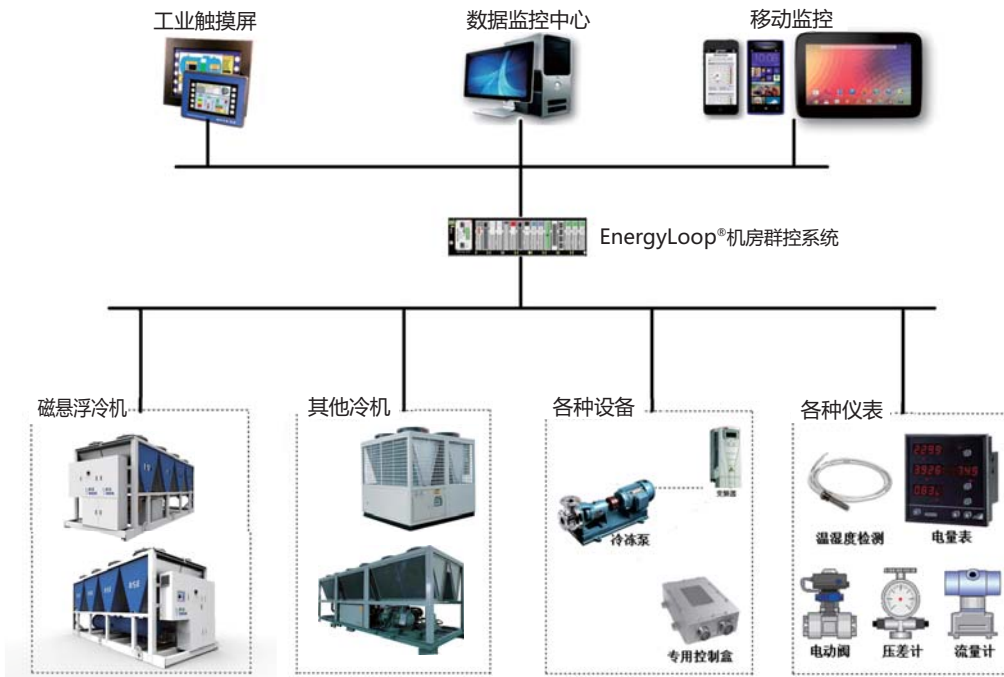 工业触摸屏
数据监控中心
移动监控
EnergyLoop®机房群控系统
磁悬浮冷机
其他冷机
各种设备
各种仪表
变频器
冷冻泵
专用控制盒
温湿度检测
电量表
电动阀
压差计
流量计